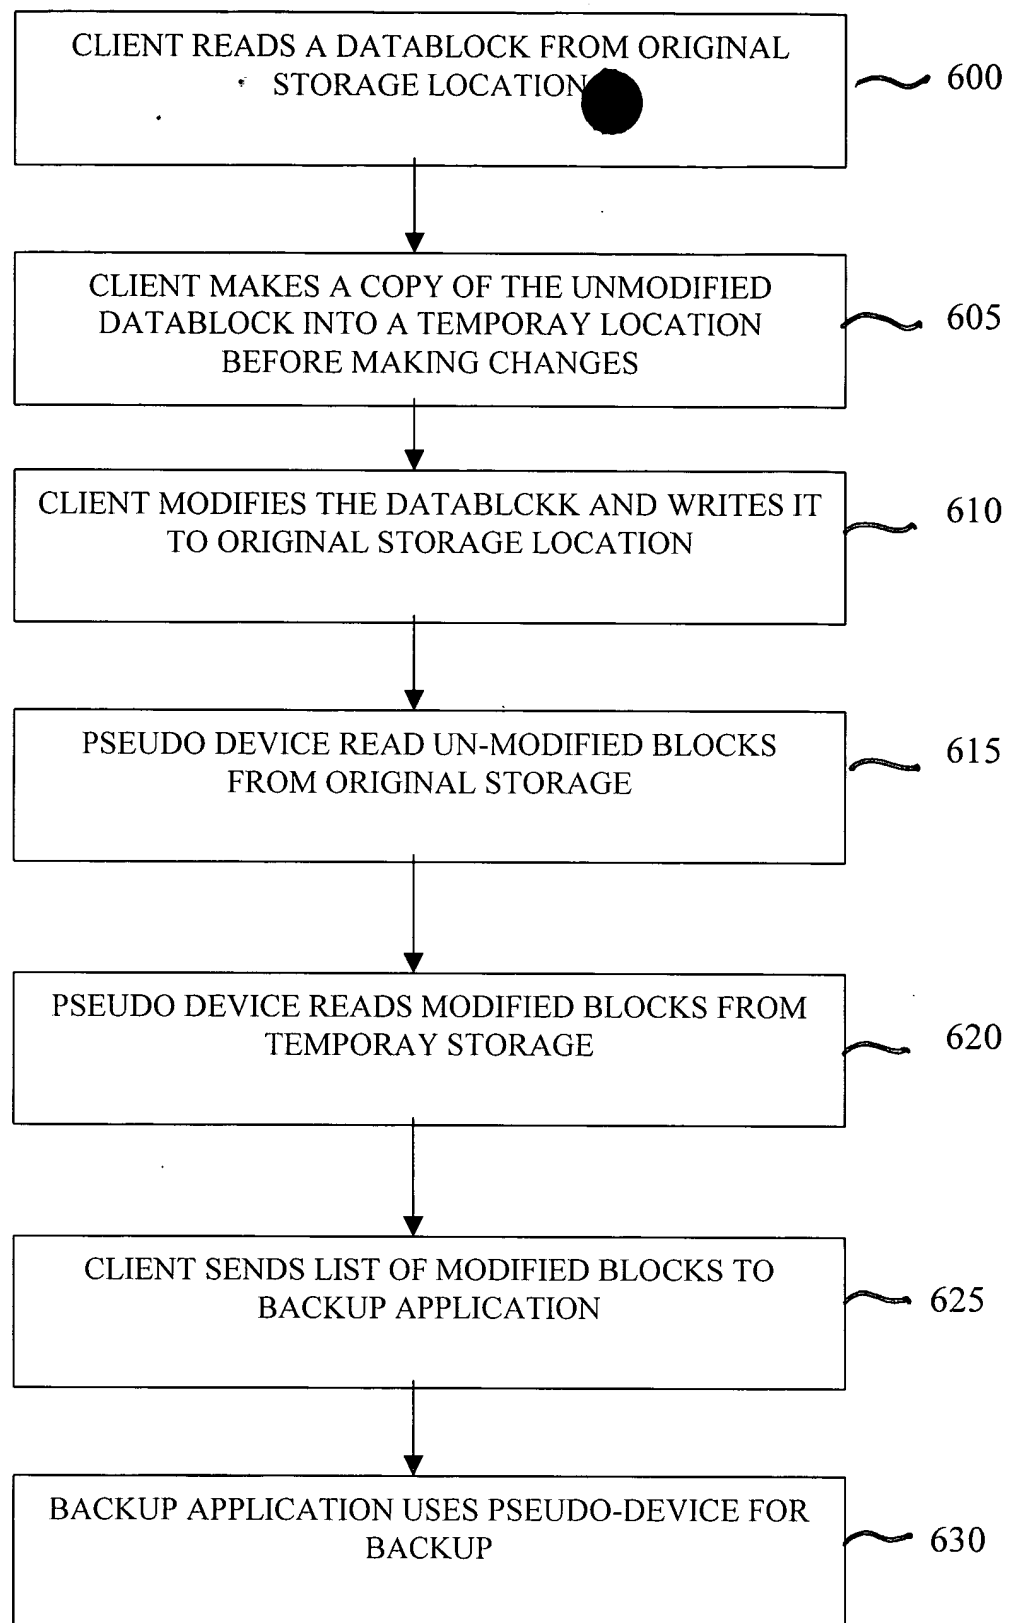 CLIENT READS A DATABLOCK FROM ORIGINAL
STORAGE LOCATION
600
CLIENT MAKES A COPY OF THE UNMODIFIED
DATABLOCK INTO A TEMPORAY LOCATION
BEFORE MAKING CHANGES
605
CLIENT MODIFIES THE DATABLCKK AND WRITES IT
TO ORIGINAL STORAGE LOCATION
610
PSEUDO DEVICE READ UN-MODIFIED BLOCKS
FROM ORIGINAL STORAGE
615
PSEUDO DEVICE READS MODIFIED BLOCKS FROM
TEMPORAY STORAGE
620
CLIENT SENDS LIST OF MODIFIED BLOCKS TO
BACKUP APPLICATION
625
BACKUP APPLICATION USES PSEUDO-DEVICE FOR
BACKUP
630